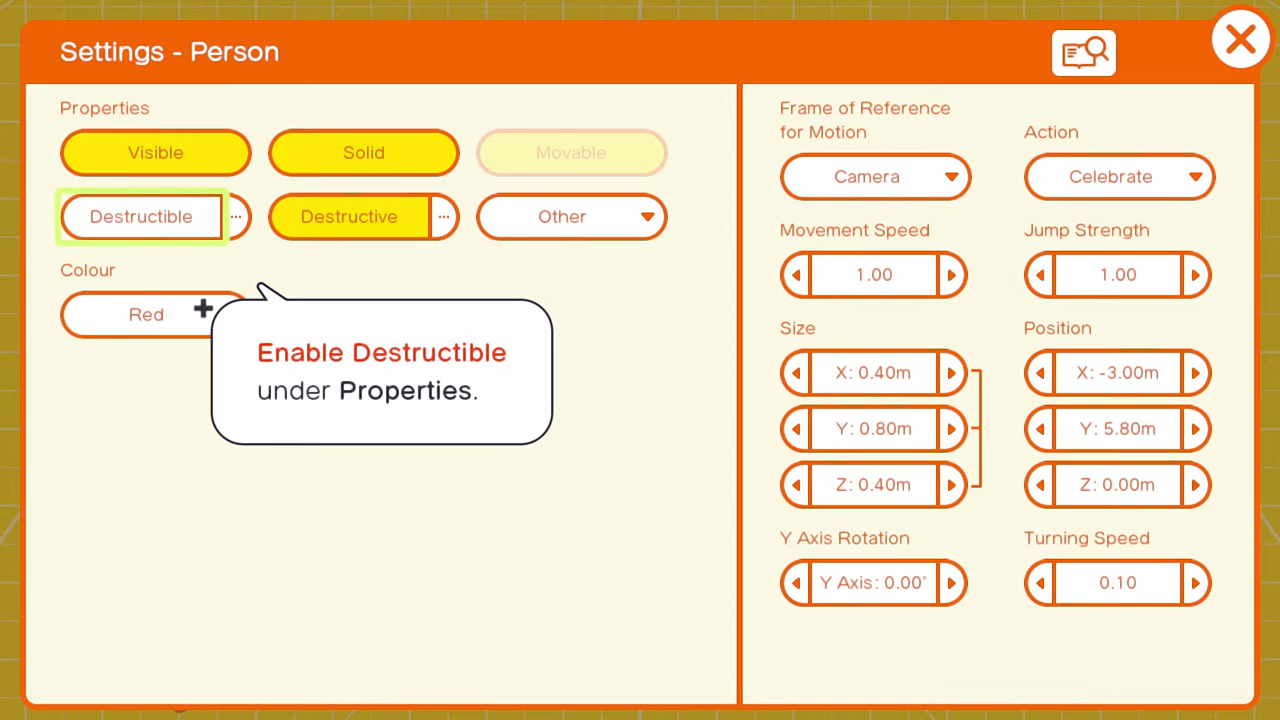 Settings - Person
Properties
Visible
Solid
Movable
Destructible
...
Destructive
...
Other
Colour
Red
Enable Destructible
under Properties.
Frame of Reference
for Motion
Camera
Action
Celebrate
Movement Speed
1.00
Jump Strength
1.00
Size
X: 0.40m
Y: 0.80m
Z: 0.40m
Position
X: -3.00m
Y: 5.80m
Z: 0.00m
Y Axis Rotation
Y Axis: 0.00°
Turning Speed
0.10